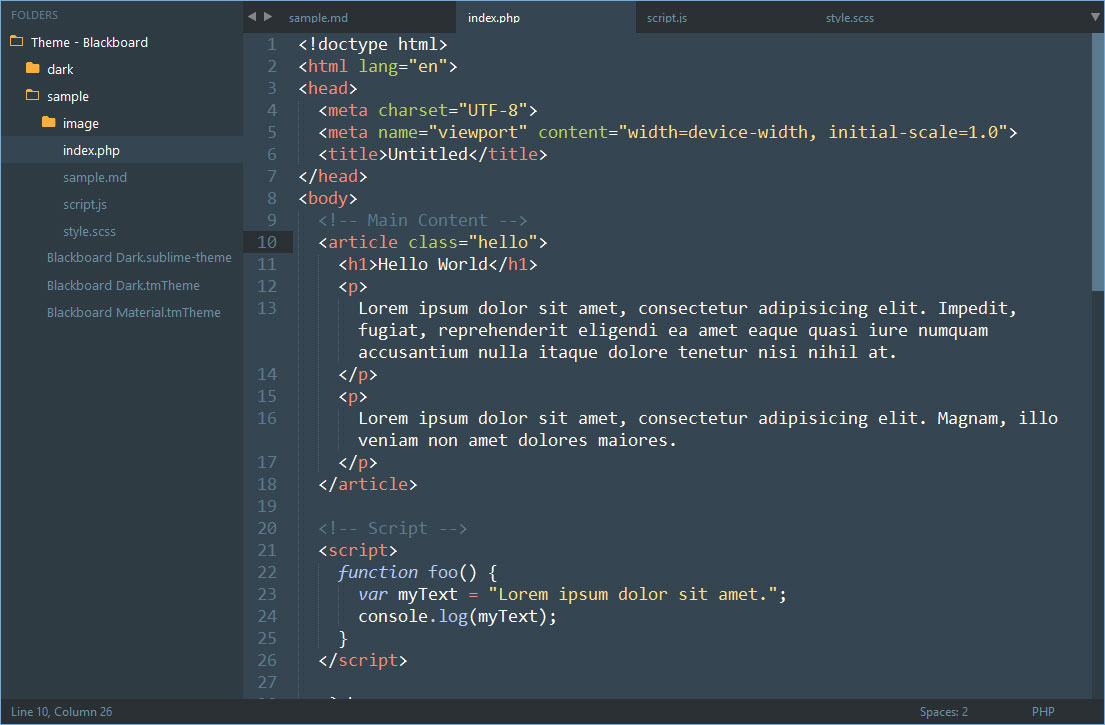 FOLDERS
Theme - Blackboard
dark
sample
image
index.php
sample.md
script.js
style.scss
Blackboard Dark.sublime-theme
Blackboard Dark.tmTheme
Blackboard Material.tmTheme
sample.md index.php script.js style.scss
1 <!doctype html>
2 <html lang="en">
3 <head>
4 <meta charset="UTF-8">
5 <meta name="viewport" content="width=device-width, initial-scale=1.0">
6 <title>Untitled</title>
7 </head>
8 <body>
9 <!-- Main Content -->
10 <article class="hello">
11 <h1>Hello World</h1>
12 <p>
13 Lorem ipsum dolor sit amet, consectetur adipisicing elit. Impedit,
fugiat, reprehenderit eligendi ea amet eaque quasi iure numquam
accusantium nulla itaque dolore tenetur nisi nihil at.
14 </p>
15 <p>
16 Lorem ipsum dolor sit amet, consectetur adipisicing elit. Magnam, illo
veniam non amet dolores maiores.
17 </p>
18 </article>
19
20 <!-- Script -->
21 <script>
22 function foo() {
23 var myText = "Lorem ipsum dolor sit amet.";
24 console.log(myText);
25 }
26 </script>
27
Line 10, Column 26 Spaces: 2 PHP